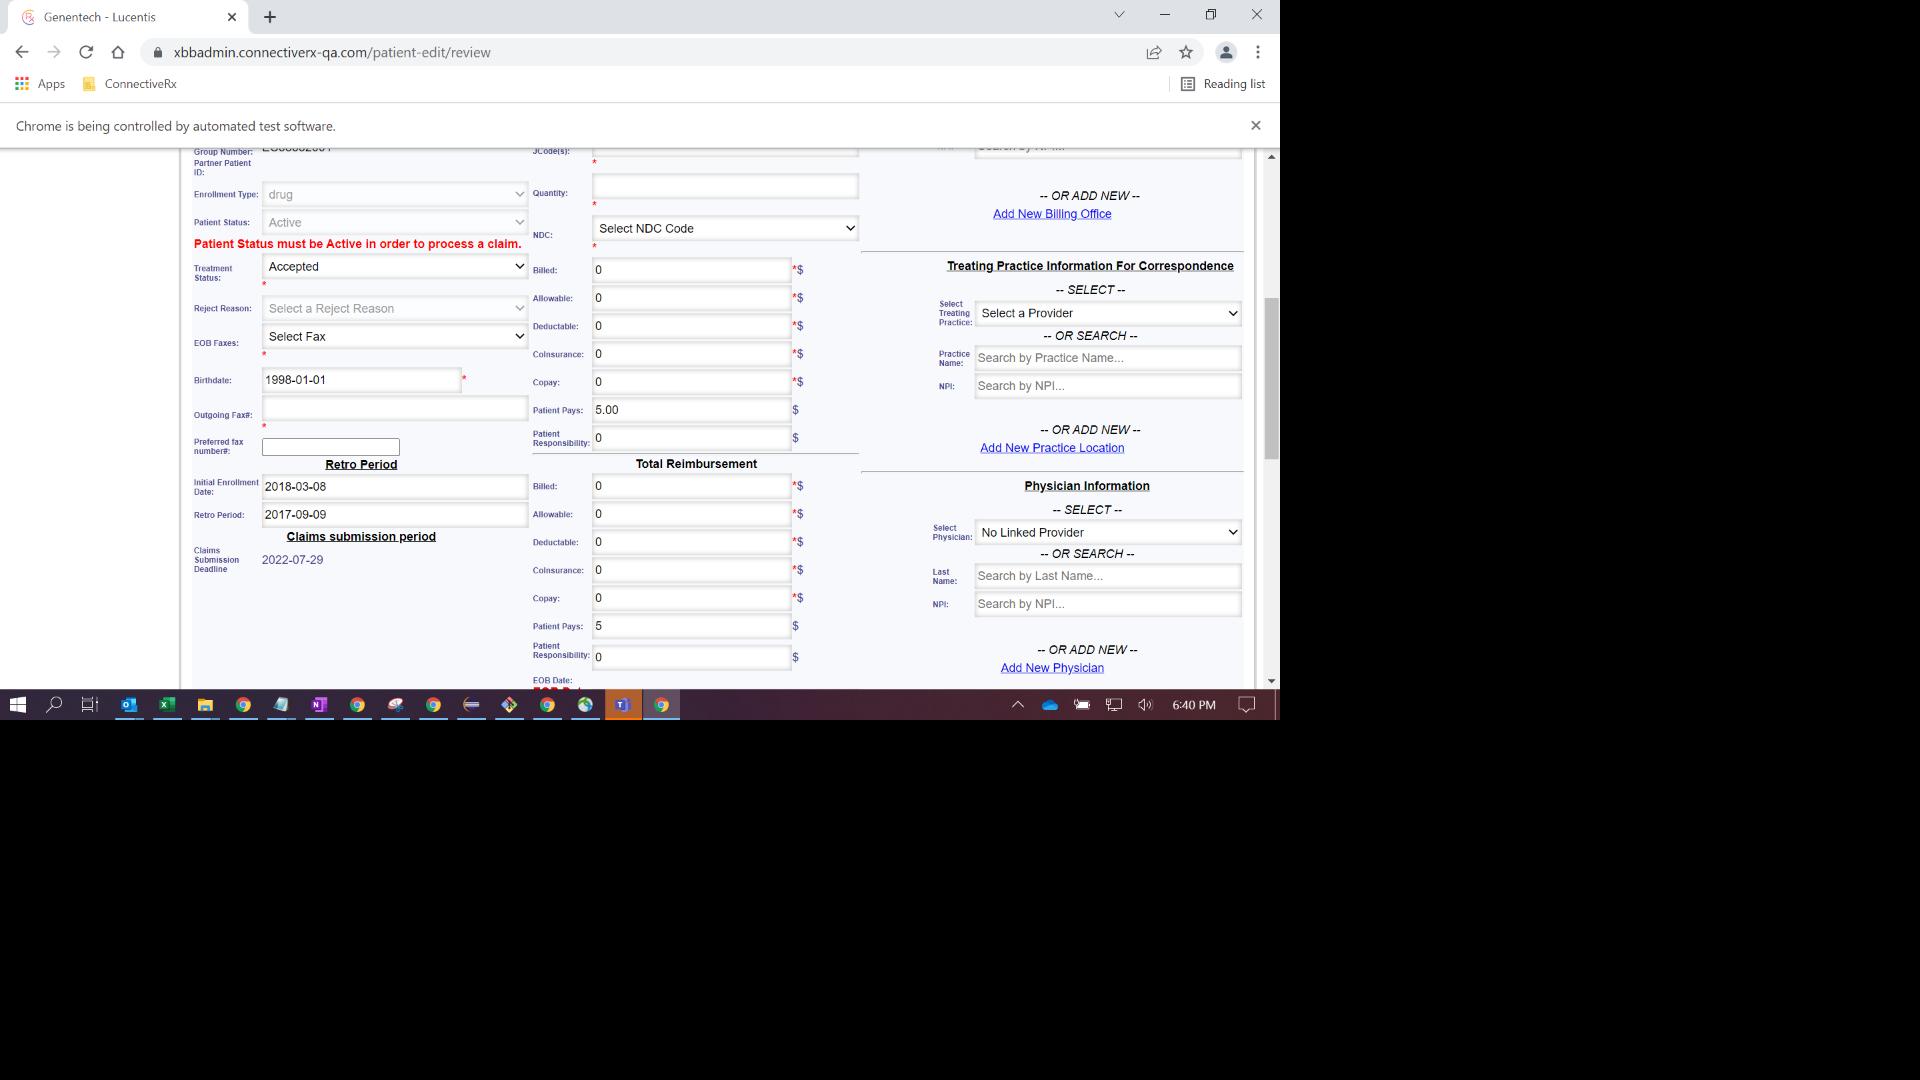 Genentech - Lucentis
xbbadmin.connectiverx-qa.com/patient-edit/review
Apps
ConnectiveRx
Reading list
Chrome is being controlled by automated test software.
Group Number:
Partner Patient
ID:
Enrollment Type:
drug
Patient Status:
Active
Patient Status must be Active in order to process a claim.
Treatment
Status:
Accepted
*
Reject Reason:
Select a Reject Reason
EOB Faxes:
Select Fax
*
Birthdate:
1998-01-01
*
Outgoing Fax#:
*
Preferred fax
number#:
Retro Period
Initial Enrollment
Date:
2018-03-08
Retro Period:
2017-09-09
Claims submission period
Claims
Submission
Deadline
2022-07-29
JCode(s):
*
Quantity:
*
NDC:
Select NDC Code
*
Billed:
0
*$
Allowable:
0
*$
Deductable:
0
*$
CoInsurance:
0
*$
Copay:
0
*$
Patient Pays:
5.00
$
Patient
Responsibility:
0
$
Total Reimbursement
Billed:
0
*$
Allowable:
0
*$
Deductable:
0
*$
CoInsurance:
0
*$
Copay:
0
*$
Patient Pays:
5
$
Patient
Responsibility:
0
$
EOB Date:
-- OR ADD NEW --
Add New Billing Office
Treating Practice Information For Correspondence
-- SELECT --
Select
Treating
Practice:
Select a Provider
-- OR SEARCH --
Practice
Name:
Search by Practice Name...
NPI:
Search by NPI...
-- OR ADD NEW --
Add New Practice Location
Physician Information
-- SELECT --
Select
Physician:
No Linked Provider
-- OR SEARCH --
Last
Name:
Search by Last Name...
NPI:
Search by NPI...
-- OR ADD NEW --
Add New Physician
6:40 PM